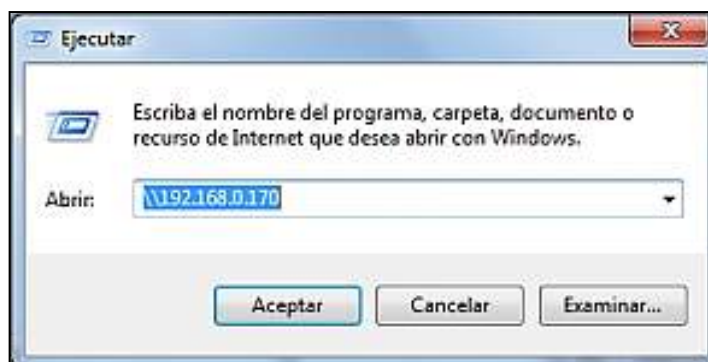 Ejecutar
Escriba el nombre del programa, carpeta, documento o
recurso de Internet que desea abrir con Windows.
Abrir: \\192.168.0.170
Aceptar Cancelar Examinar...